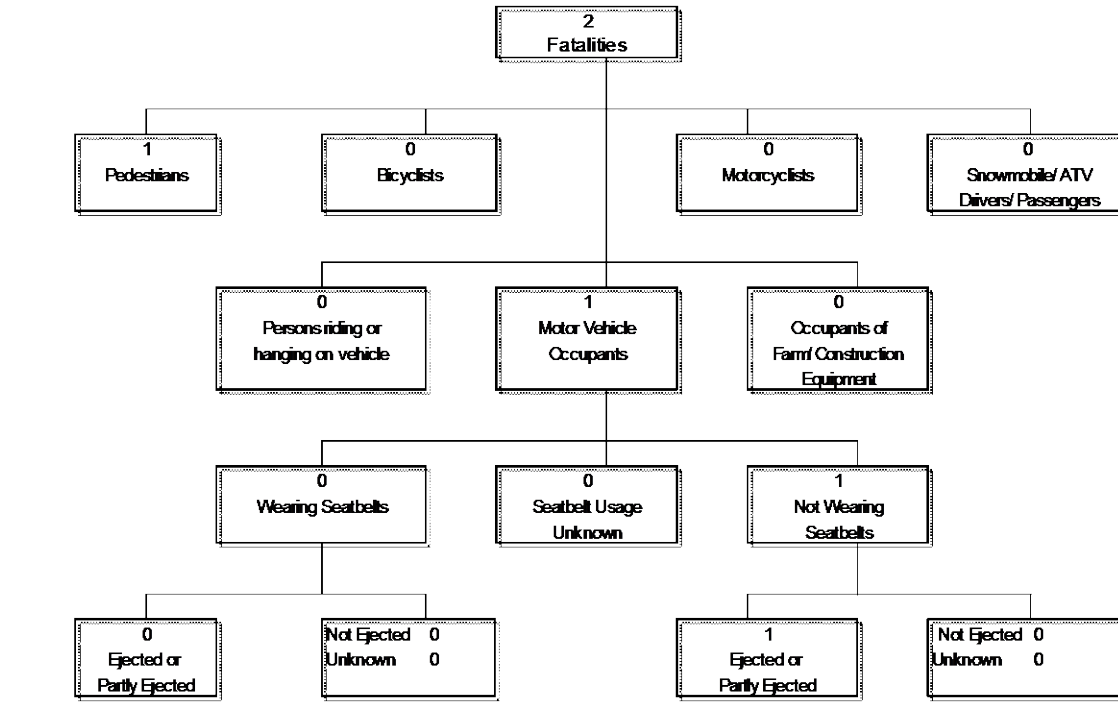 2
Fatalities
1
Pedestrians
0
Bicyclists
0
Motorcyclists
0
Snowmobile/ ATV
Drivers/ Passengers
0
Persons riding or
hanging on vehicle
1
Motor Vehicle
Occupants
0
Occupants of
Farm/ Construction
Equipment
0
Wearing Seatbelts
0
Seatbelt Usage
Unknown
1
Not Wearing
Seatbelts
0
Ejected or
Partly Ejected
Not Ejected 0
Unknown 0
1
Ejected or
Partly Ejected
Not Ejected 0
Unknown 0